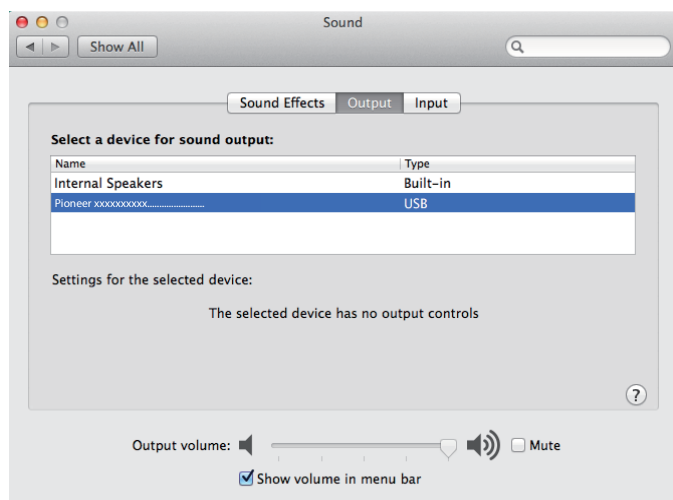 Sound
Show All
Sound Effects Output Input
Select a device for sound output:
Name Type
Internal Speakers Built-in
Pioneer xxxxxxxxxx....................... USB
Settings for the selected device:
The selected device has no output controls
?
Output volume: Mute
Show volume in menu bar